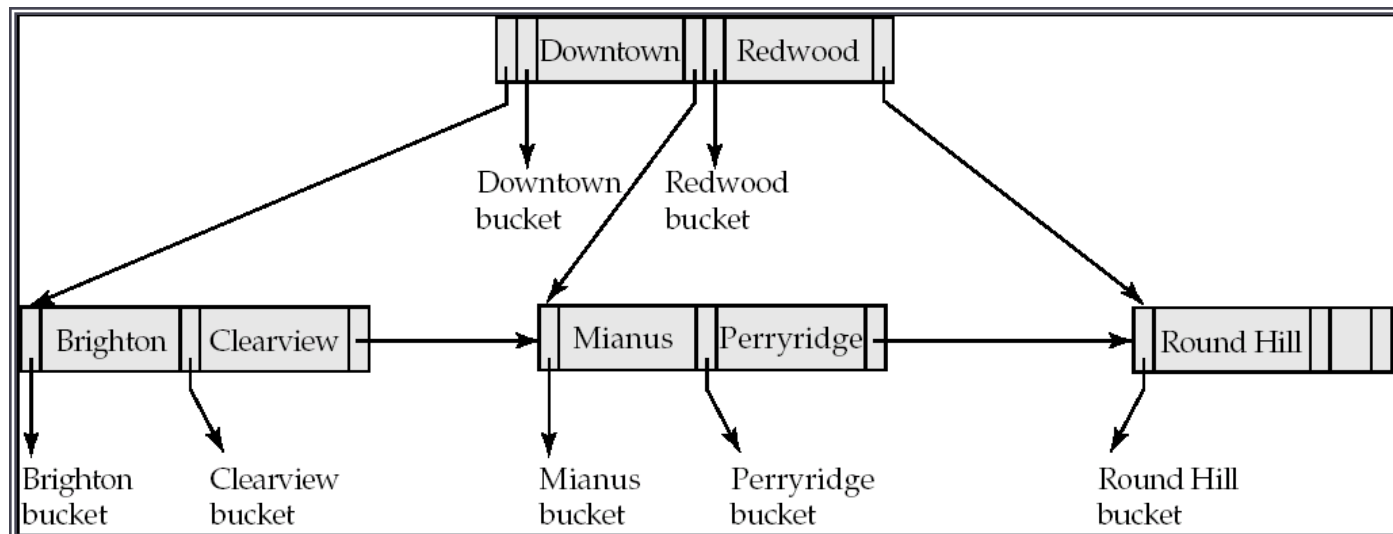 Downtown
Redwood
Downtown
bucket
Redwood
bucket
Brighton
Clearview
Mianus
Perryridge
Round Hill
Brighton
bucket
Clearview
bucket
Mianus
bucket
Perryridge
bucket
Round Hill
bucket